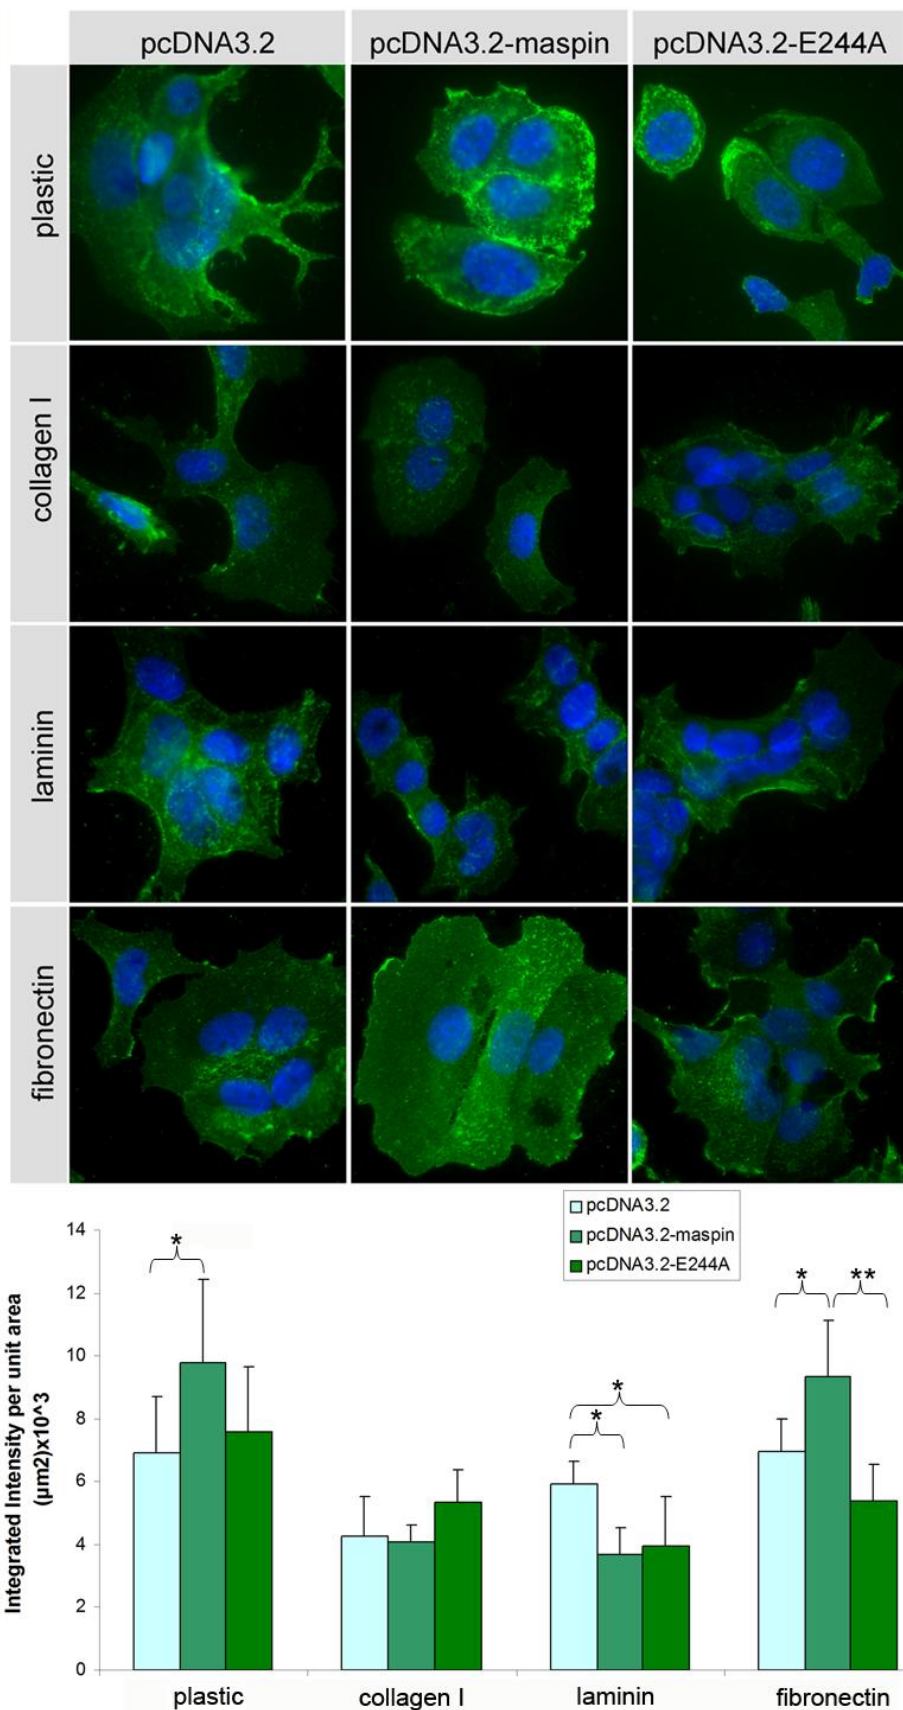 pcDNA3.2 pcDNA3.2-maspin pcDNA3.2-E244A
plastic
collagen I
laminin
fibronectin
pcDNA3.2
pcDNA3.2-maspin
pcDNA3.2-E244A
Integrated Intensity per unit area
(µm2)x10^3
14
12
10
8
6
4
2
0
* * ** * *
plastic collagen I laminin fibronectin